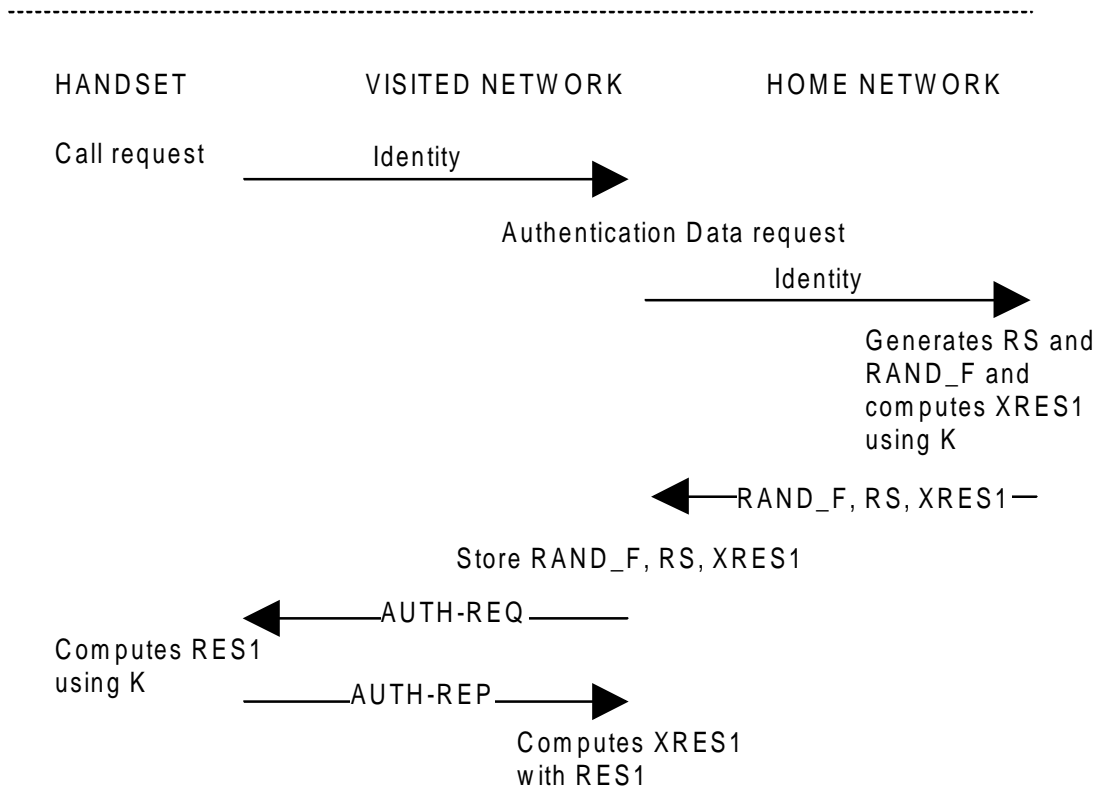 HANDSET VISITED NETWORK HOME NETWORK
Call request Identity
Authentication Data request
Identity
Generates RS and
RAND_F and
computes XRES1
using K
RAND_F, RS, XRES1
Store RAND_F, RS, XRES1
AUTH-REQ
Computes RES1
using K
AUTH-REP
Computes XRES1
with RES1